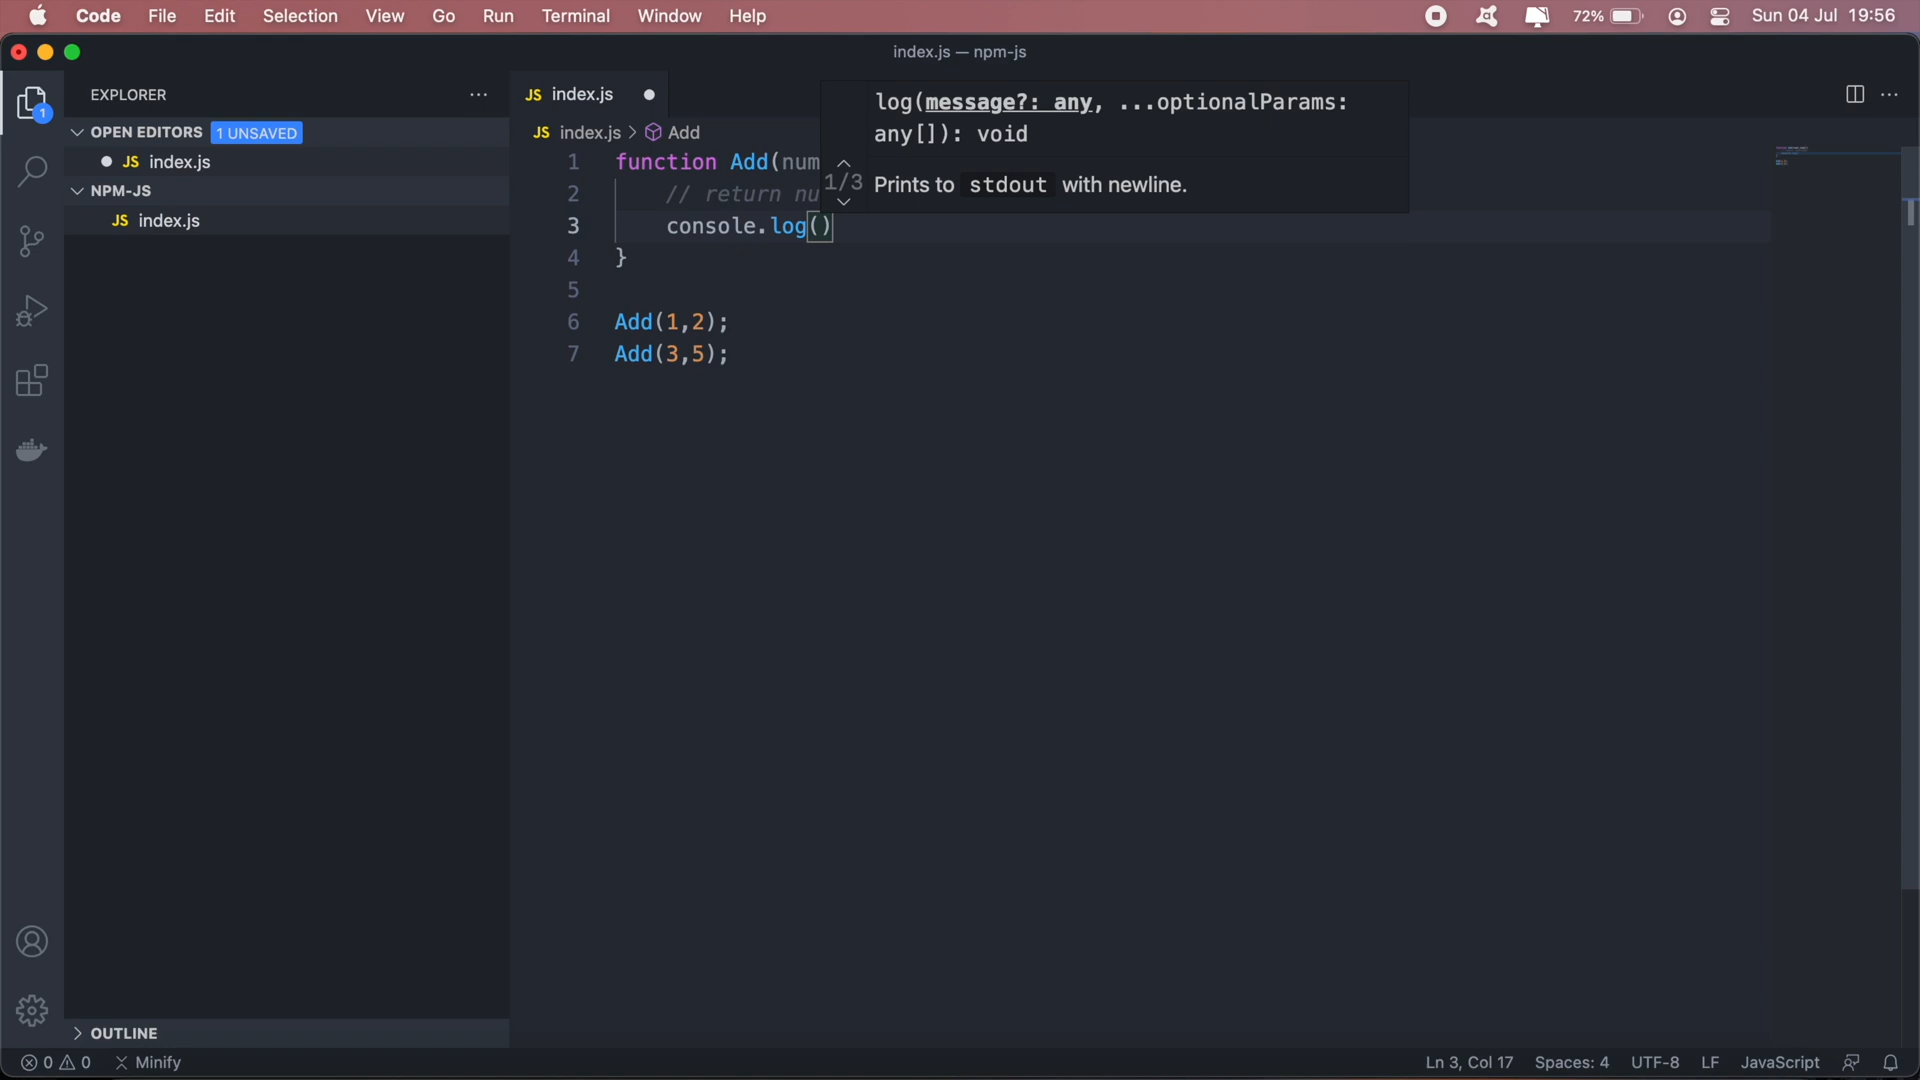 Code File Edit Selection View Go Run Terminal Window Help 72% Sun 04 Jul 19:56
index.js — npm-js
EXPLORER
1
OPEN EDITORS 1 UNSAVED
JS index.js
NPM-JS
JS index.js
OUTLINE
JS index.js
JS index.js > Add
1 function Add(num
2 // return nu
3 console.log()
4 }
5
6 Add(1,2);
7 Add(3,5);
log(message?: any, ...optionalParams:
any[]): void
1/3 Prints to stdout with newline.
0 0 Minify Ln 3, Col 17 Spaces: 4 UTF-8 LF JavaScript